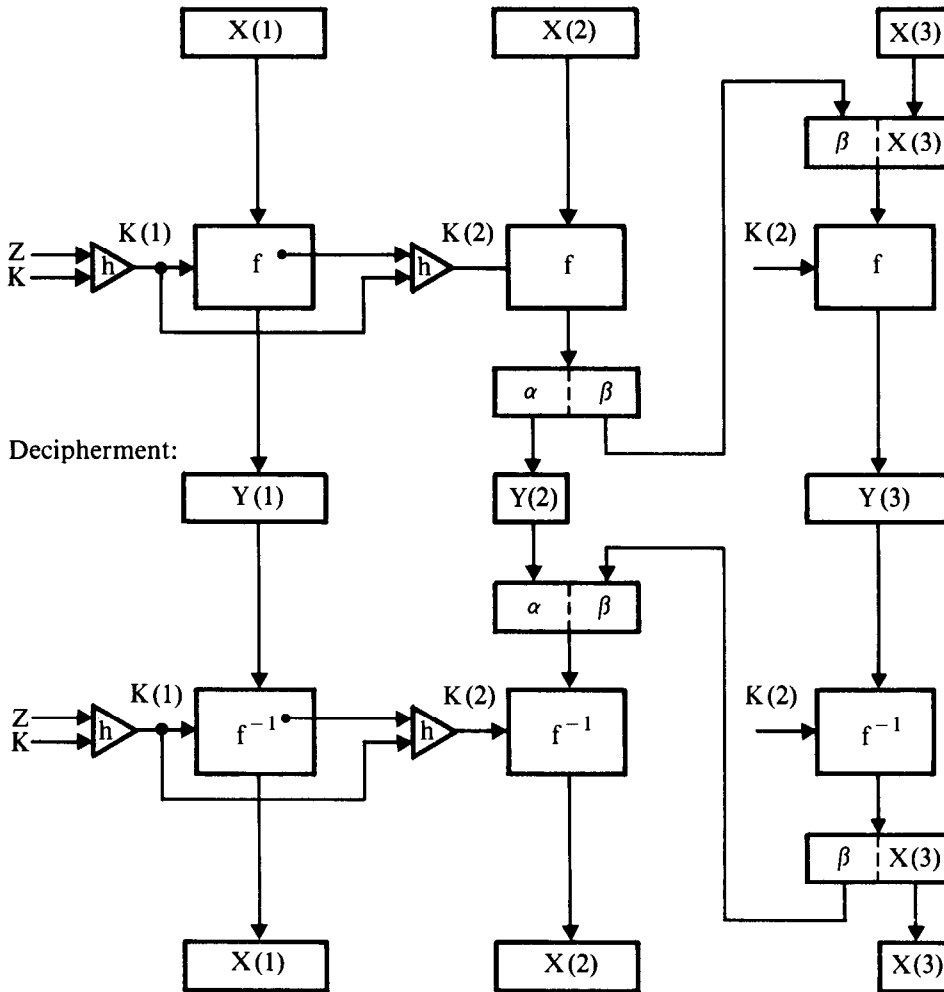 X(1) X(2) X(3)
β X(3)
K(1) K(2) K(2)
Z
K h f h f f
α β
Decipherment:
Y(1) Y(2) Y(3)
α β
K(1) K(2) K(2)
Z
K h f⁻¹ h f⁻¹ f⁻¹
β X(3)
X(1) X(2) X(3)